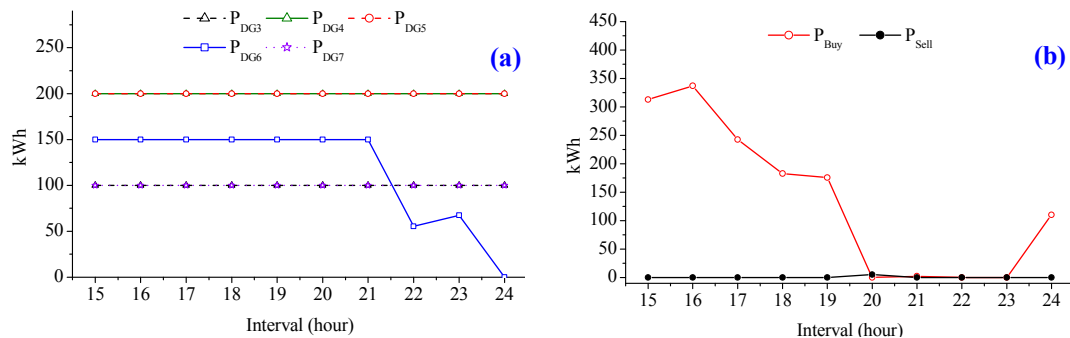 P_DG3 P_DG4 P_DG5
P_DG6 P_DG7
(a)
250
200
150
100
50
0
kWh
15 16 17 18 19 20 21 22 23 24
Interval (hour)
P_Buy P_Sell
(b)
450
400
350
300
250
200
150
100
50
0
kWh
15 16 17 18 19 20 21 22 23 24
Interval (hour)